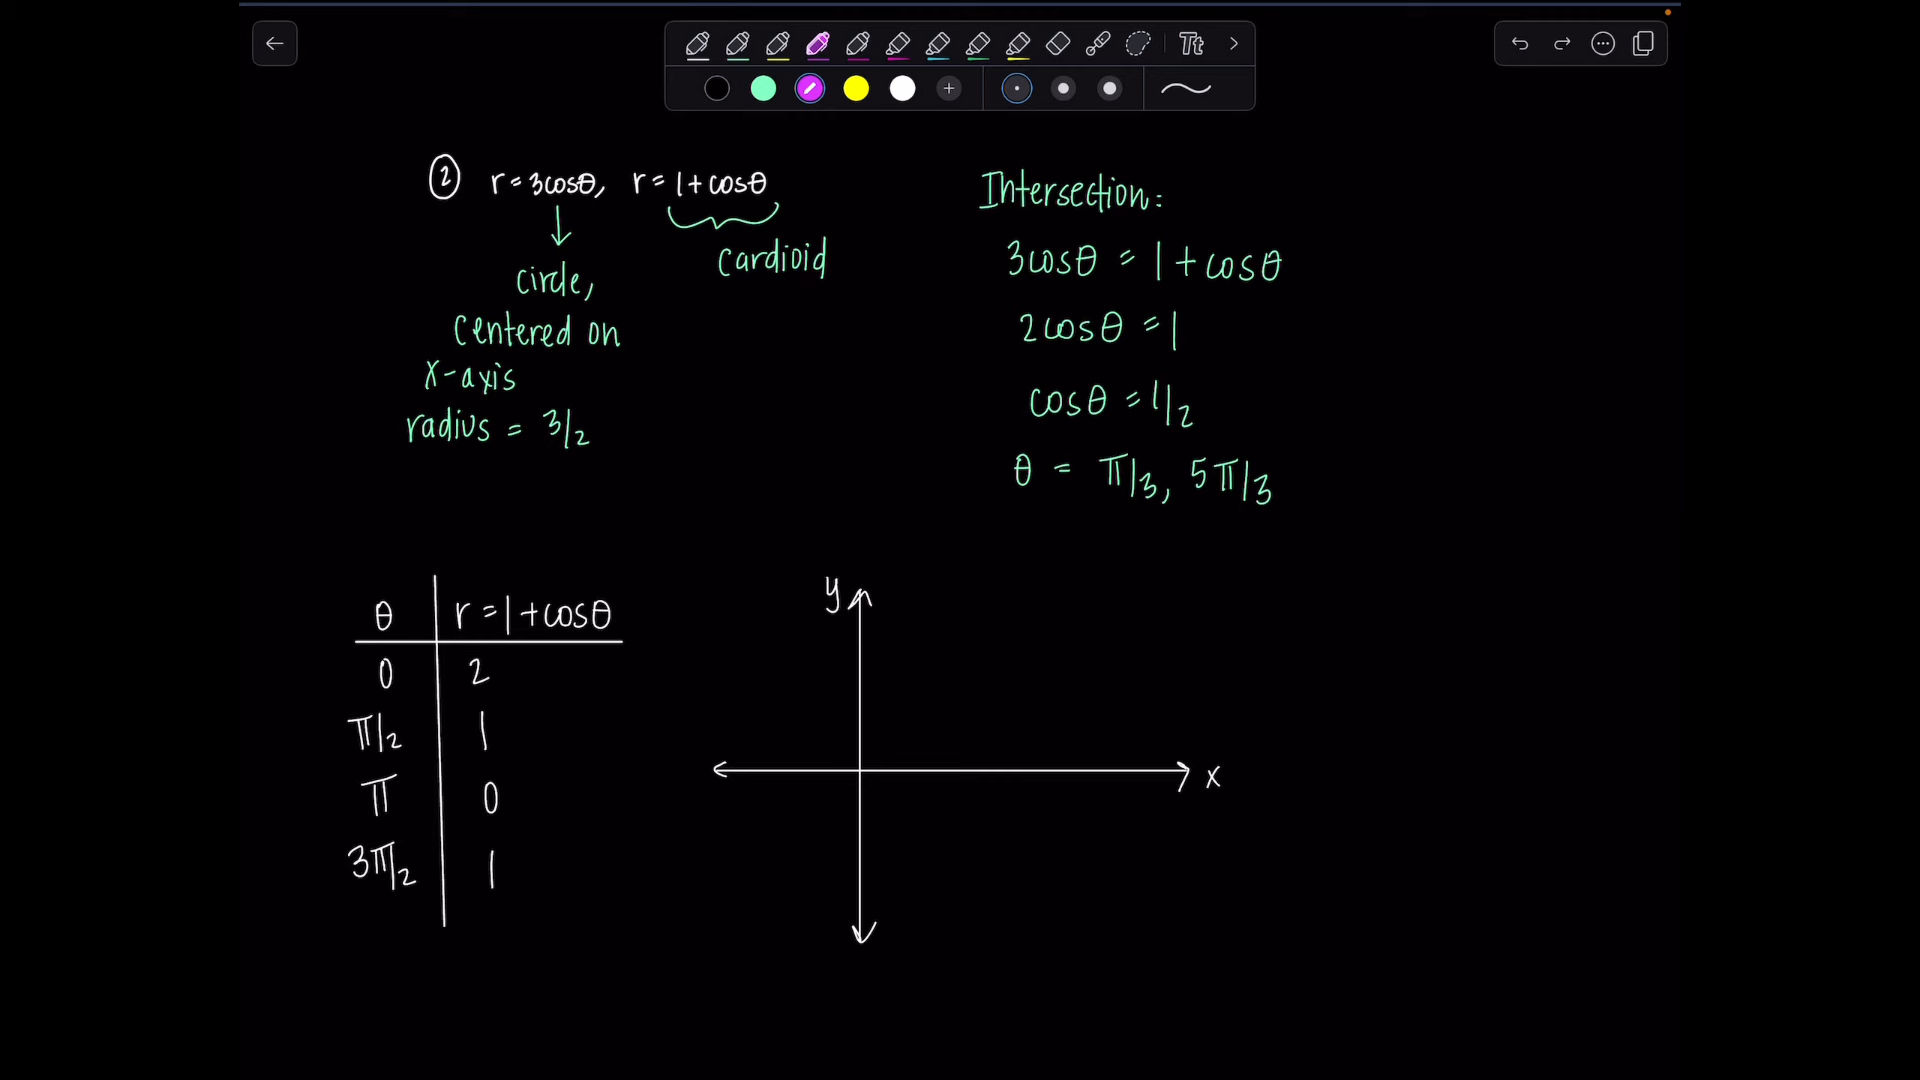 Tt
② r = 3cosθ, r = 1 + cosθ
circle,
centered on
x-axis
radius = 3/2
cardioid
Intersection:
3cosθ = 1 + cosθ
2cosθ = 1
cosθ = 1/2
θ = π/3, 5π/3
θ r = 1 + cosθ
0 2
π/2 1
π 0
3π/2 1
y
x